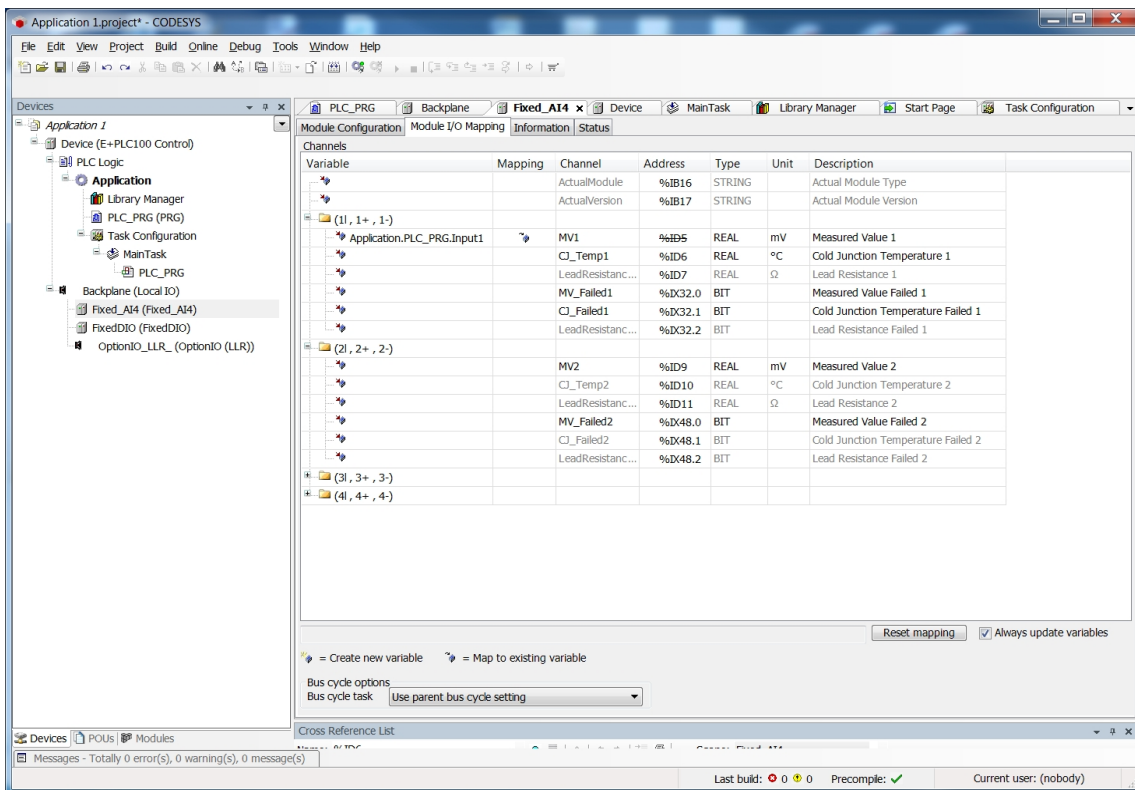 Application 1.project* - CODESYS
File Edit View Project Build Online Debug Tools Window Help
Devices
PLC_PRG Backplane Fixed_AI4 Device MainTask Library Manager Start Page Task Configuration
Application 1
Module Configuration Module I/O Mapping Information Status
Device (E+PLC100 Control)
Channels
PLC Logic
Variable Mapping Channel Address Type Unit Description
Application
ActualModule %IB16 STRING Actual Module Type
Library Manager
ActualVersion %IB17 STRING Actual Module Version
PLC_PRG (PRG)
(1I , 1+ , 1-)
Task Configuration
Application.PLC_PRG.Input1 MV1 %ID5 REAL mV Measured Value 1
MainTask
CJ_Temp1 %ID6 REAL °C Cold Junction Temperature 1
PLC_PRG
LeadResistanc... %ID7 REAL Ω Lead Resistance 1
Backplane (Local IO)
MV_Failed1 %IX32.0 BIT Measured Value Failed 1
Fixed_AI4 (Fixed_AI4)
CJ_Failed1 %IX32.1 BIT Cold Junction Temperature Failed 1
FixedDIO (FixedDIO)
LeadResistanc... %IX32.2 BIT Lead Resistance Failed 1
OptionIO_LLR_ (OptionIO (LLR))
(2I , 2+ , 2-)
MV2 %ID9 REAL mV Measured Value 2
CJ_Temp2 %ID10 REAL °C Cold Junction Temperature 2
LeadResistanc... %ID11 REAL Ω Lead Resistance 2
MV_Failed2 %IX48.0 BIT Measured Value Failed 2
CJ_Failed2 %IX48.1 BIT Cold Junction Temperature Failed 2
LeadResistanc... %IX48.2 BIT Lead Resistance Failed 2
(3I , 3+ , 3-)
(4I , 4+ , 4-)
Reset mapping Always update variables
= Create new variable = Map to existing variable
Bus cycle options
Bus cycle task Use parent bus cycle setting
Cross Reference List
Devices POUs Modules
Messages - Totally 0 error(s), 0 warning(s), 0 message(s)
Last build: 0 0 Precompile: Current user: (nobody)